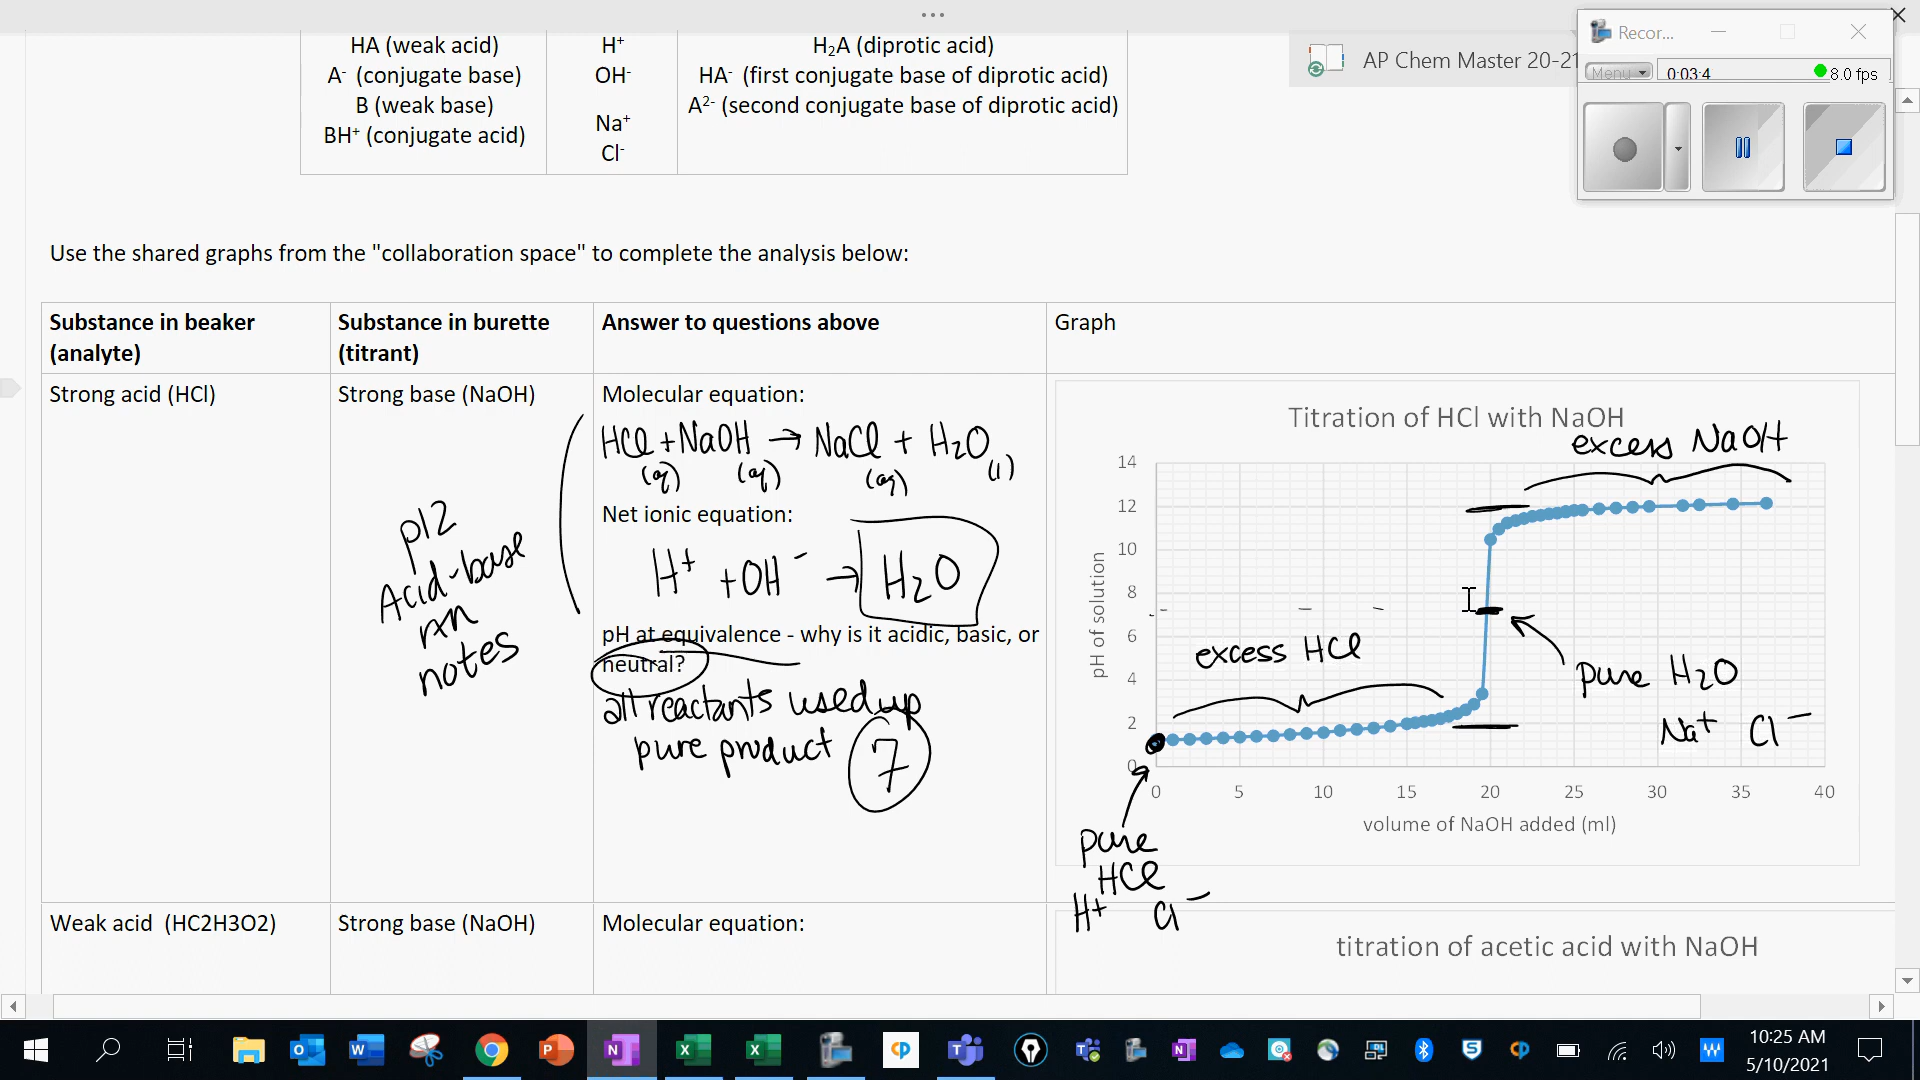 HA (weak acid)
A- (conjugate base)
B (weak base)
BH+ (conjugate acid)
H+
OH-
Na+
Cl-
H2A (diprotic acid)
HA- (first conjugate base of diprotic acid)
A2- (second conjugate base of diprotic acid)
AP Chem Master 20-21
Recor...
Menu
0:03:4
8.0 fps
Use the shared graphs from the "collaboration space" to complete the analysis below:
Substance in beaker (analyte)
Substance in burette (titrant)
Answer to questions above
Graph
Strong acid (HCl)
Strong base (NaOH)
p12
Acid-base
rxn
notes
Molecular equation:
HCl + NaOH → NaCl + H2O
(aq) (aq) (aq) (l)
Net ionic equation:
H+ + OH- → H2O
pH at equivalence - why is it acidic, basic, or
neutral?
all reactants used up
pure product 7
Titration of HCl with NaOH
excess NaOH
14
12
10
8
6
4
2
0
pH of solution
excess HCl
pure H2O
Na+ Cl-
0 5 10 15 20 25 30 35 40
volume of NaOH added (ml)
pure
HCl
H+ Cl-
Weak acid (HC2H3O2)
Strong base (NaOH)
Molecular equation:
titration of acetic acid with NaOH
10:25 AM
5/10/2021